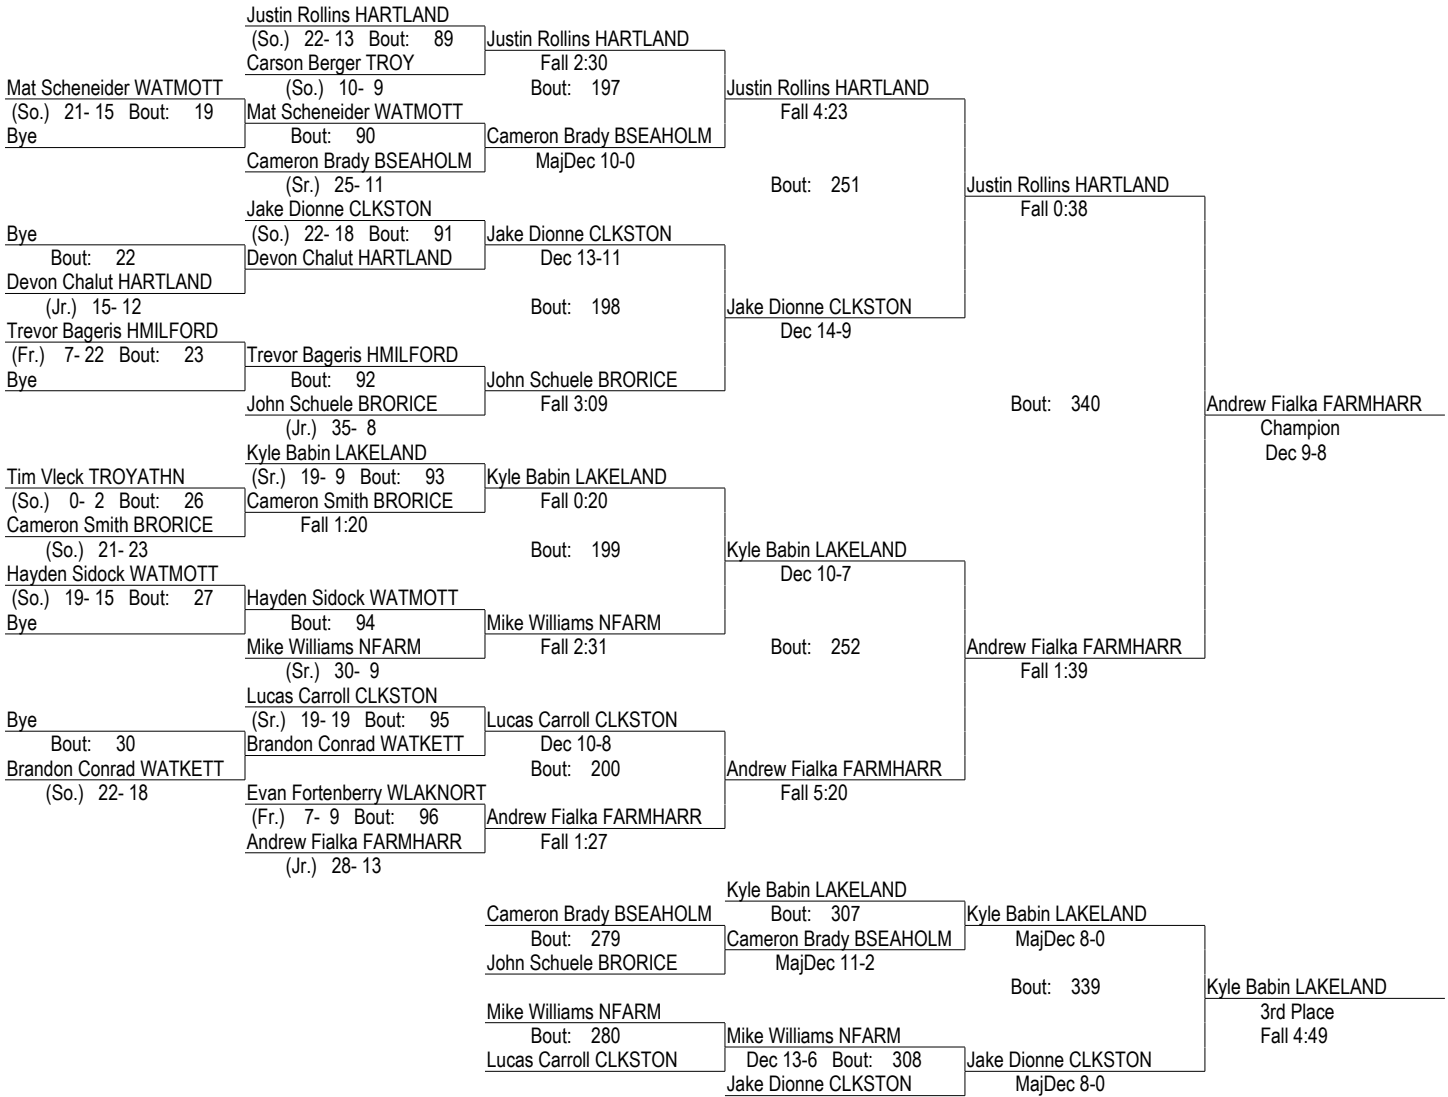 Justin Rollins HARTLAND
(So.) 22- 13 Bout: 89 Justin Rollins HARTLAND
Carson Berger TROY Fall 2:30
Mat Scheneider WATMOTT (So.) 10- 9 Bout: 197 Justin Rollins HARTLAND
(So.) 21- 15 Bout: 19 Mat Scheneider WATMOTT Fall 4:23
Bye Bout: 90 Cameron Brady BSEAHOLM
Cameron Brady BSEAHOLM MajDec 10-0
(Sr.) 25- 11 Bout: 251 Justin Rollins HARTLAND
Jake Dionne CLKSTON Fall 0:38
Bye (So.) 22- 18 Bout: 91 Jake Dionne CLKSTON
Bout: 22 Devon Chalut HARTLAND Dec 13-11
Devon Chalut HARTLAND
(Jr.) 15- 12 Bout: 198 Jake Dionne CLKSTON
Trevor Bageris HMILFORD Dec 14-9
(Fr.) 7- 22 Bout: 23 Trevor Bageris HMILFORD
Bye Bout: 92 John Schuele BRORICE
John Schuele BRORICE Fall 3:09 Bout: 340 Andrew Fialka FARMHARR
(Jr.) 35- 8 Champion
Kyle Babin LAKELAND Dec 9-8
Tim Vleck TROYATHN (Sr.) 19- 9 Bout: 93 Kyle Babin LAKELAND
(So.) 0- 2 Bout: 26 Cameron Smith BRORICE Fall 0:20
Cameron Smith BRORICE Fall 1:20
(So.) 21- 23 Bout: 199 Kyle Babin LAKELAND
Hayden Sidock WATMOTT Dec 10-7
(So.) 19- 15 Bout: 27 Hayden Sidock WATMOTT
Bye Bout: 94 Mike Williams NFARM
Mike Williams NFARM Fall 2:31 Bout: 252 Andrew Fialka FARMHARR
(Sr.) 30- 9 Fall 1:39
Lucas Carroll CLKSTON
Bye (Sr.) 19- 19 Bout: 95 Lucas Carroll CLKSTON
Bout: 30 Brandon Conrad WATKETT Dec 10-8
Brandon Conrad WATKETT Bout: 200 Andrew Fialka FARMHARR
(So.) 22- 18 Evan Fortenberry WLAKNORT Fall 5:20
(Fr.) 7- 9 Bout: 96 Andrew Fialka FARMHARR
Andrew Fialka FARMHARR Fall 1:27
(Jr.) 28- 13
Kyle Babin LAKELAND
Cameron Brady BSEAHOLM Bout: 307 Kyle Babin LAKELAND
Bout: 279 Cameron Brady BSEAHOLM MajDec 8-0
John Schuele BRORICE MajDec 11-2
Bout: 339 Kyle Babin LAKELAND
Mike Williams NFARM 3rd Place
Bout: 280 Mike Williams NFARM Fall 4:49
Lucas Carroll CLKSTON Dec 13-6 Bout: 308 Jake Dionne CLKSTON
Jake Dionne CLKSTON MajDec 8-0